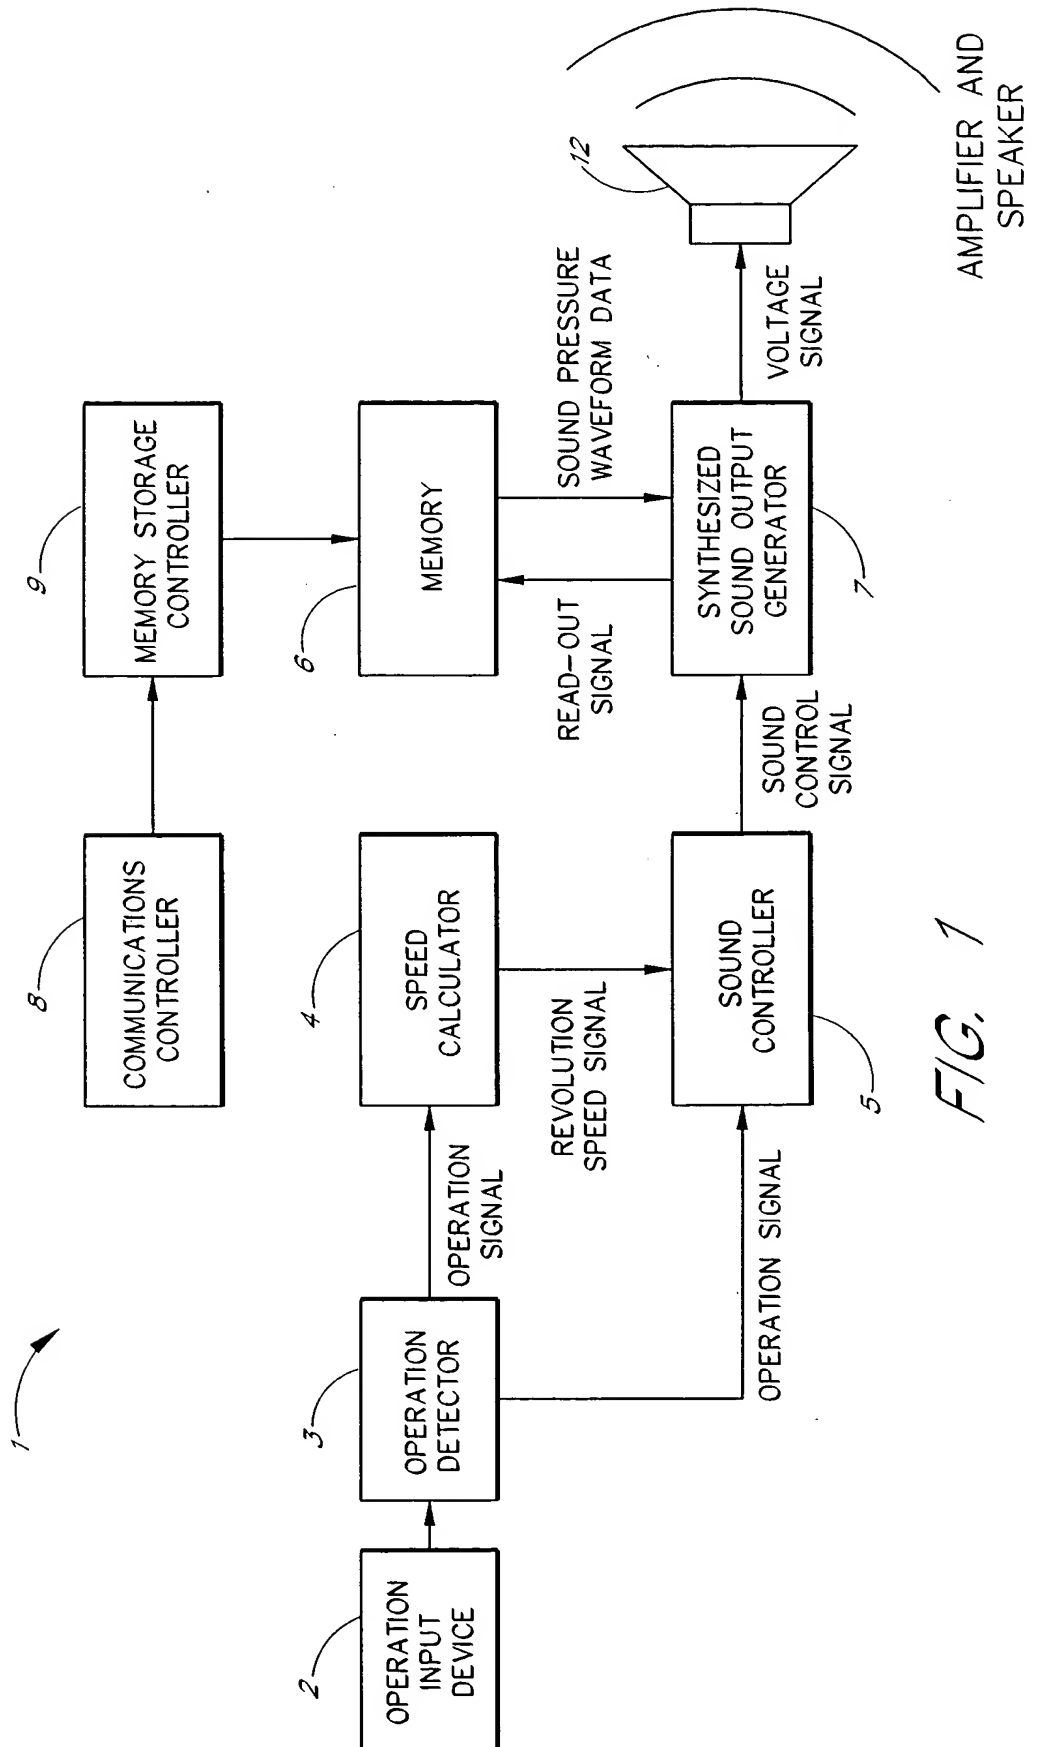 1
8
COMMUNICATIONS
CONTROLLER
9
MEMORY STORAGE
CONTROLLER
2
OPERATION
INPUT
DEVICE
3
OPERATION
DETECTOR
OPERATION
SIGNAL
4
SPEED
CALCULATOR
6
MEMORY
REVOLUTION
SPEED SIGNAL
READ-OUT
SIGNAL
SOUND PRESSURE
WAVEFORM DATA
12
OPERATION SIGNAL
SOUND
CONTROLLER
5
SOUND
CONTROL
SIGNAL
SYNTHESIZED
SOUND OUTPUT
GENERATOR
7
VOLTAGE
SIGNAL
AMPLIFIER AND
SPEAKER
FIG. 1